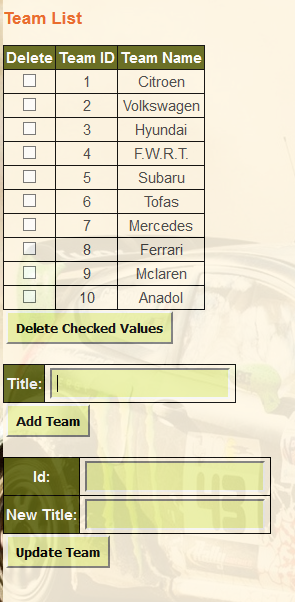 Team List
Delete Team ID Team Name
1 Citroen
2 Volkswagen
3 Hyundai
4 F.W.R.T.
5 Subaru
6 Tofas
7 Mercedes
8 Ferrari
9 Mclaren
10 Anadol
Delete Checked Values
Title:
Add Team
Id:
New Title:
Update Team